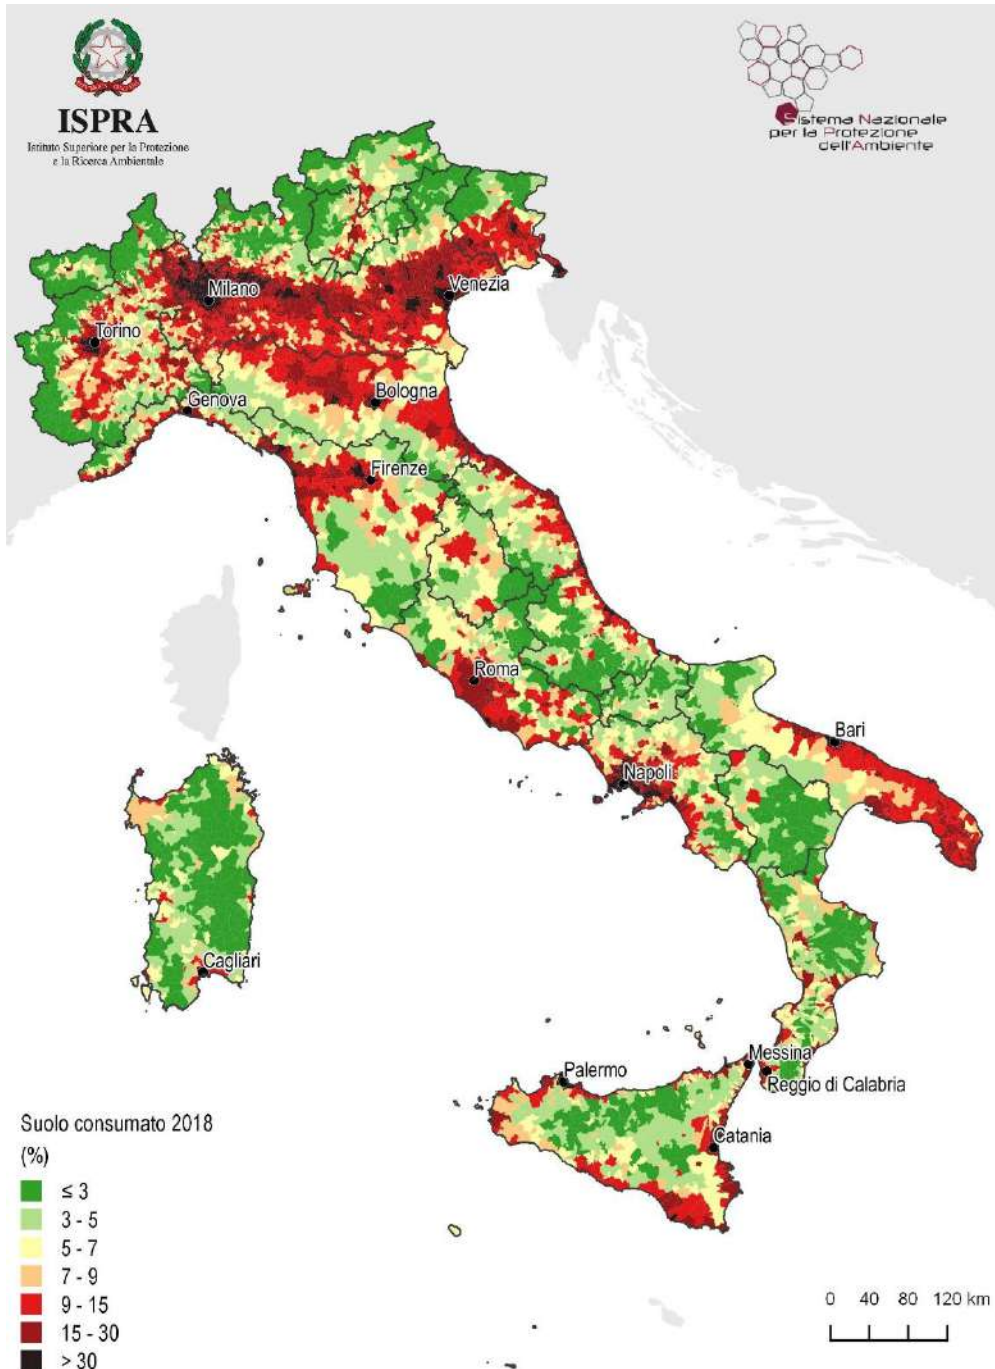 ISPRA
Istituto Superiore per la Protezione
e la Ricerca Ambientale
Sistema Nazionale
per la Protezione
dell'Ambiente
Milano
Venezia
Torino
Bologna
Genova
Firenze
Roma
Bari
Napoli
Cagliari
Messina
Palermo
Reggio di Calabria
Catania
Suolo consumato 2018
(%)
≤ 3
3 - 5
5 - 7
7 - 9
9 - 15
15 - 30
> 30
0 40 80 120 km